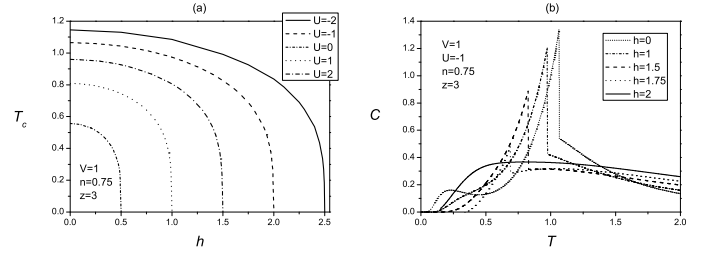 (a)
1.2
1.0
0.8
0.6
0.4
0.2
0.0
T_c
0.0 0.5 1.0 1.5 2.0 2.5
h
U=-2
U=-1
U=0
U=1
U=2
V=1
n=0.75
z=3
(b)
1.4
1.2
1.0
0.8
0.6
0.4
0.2
0.0
C
0.0 0.5 1.0 1.5 2.0
T
V=1
U=-1
n=0.75
z=3
h=0
h=1
h=1.5
h=1.75
h=2